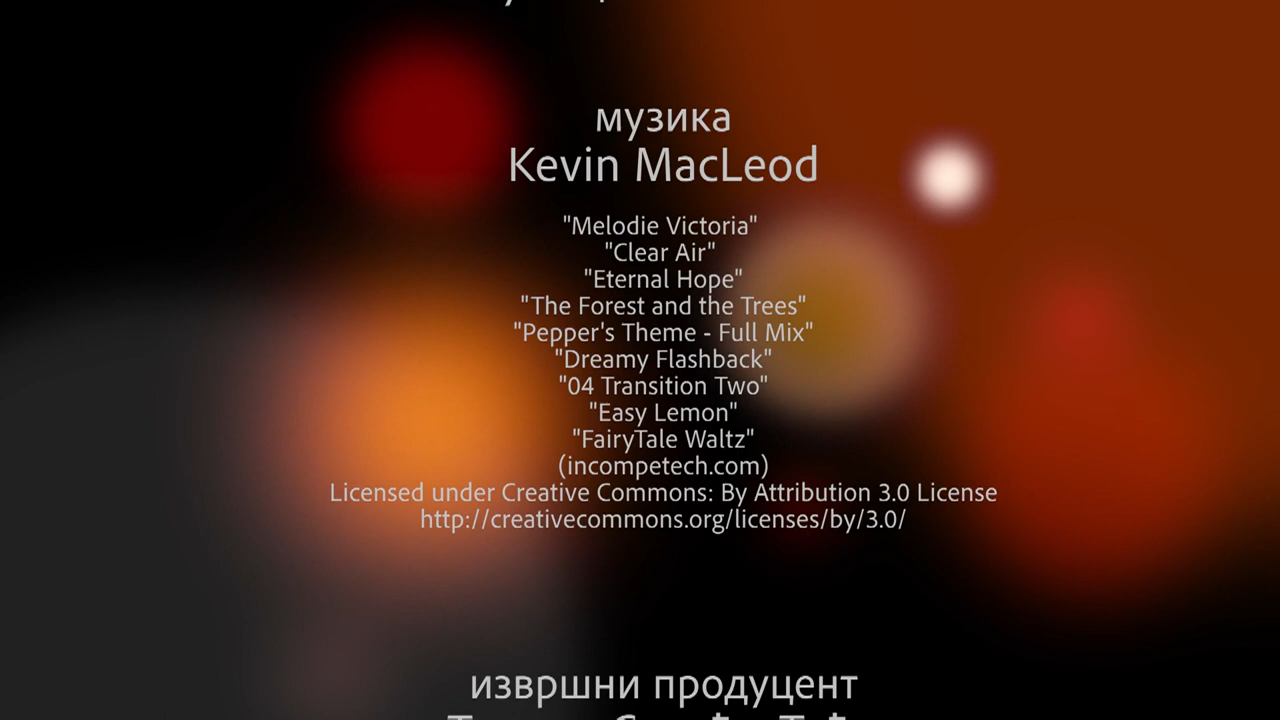 музика
Kevin MacLeod
"Melodie Victoria"
"Clear Air"
"Eternal Hope"
"The Forest and the Trees"
"Pepper's Theme - Full Mix"
"Dreamy Flashback"
"04 Transition Two"
"Easy Lemon"
"FairyTale Waltz"
(incompetech.com)
Licensed under Creative Commons: By Attribution 3.0 License
http://creativecommons.org/licenses/by/3.0/
извршни продуцент